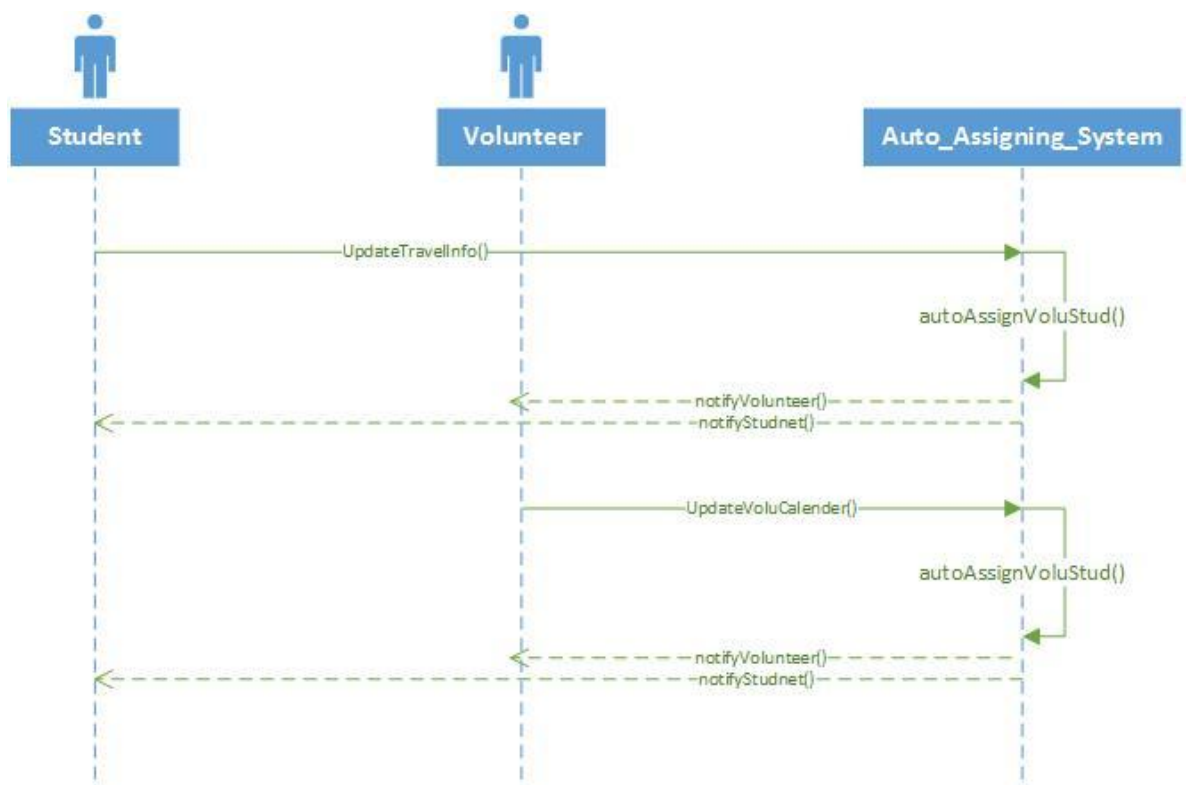 Student
Volunteer
Auto_Assigning_System
UpdateTravelInfo()
autoAssignVoluStud()
notifyVolunteer()
notifyStudnet()
UpdateVoluCalender()
autoAssignVoluStud()
notifyVolunteer()
notifyStudnet()